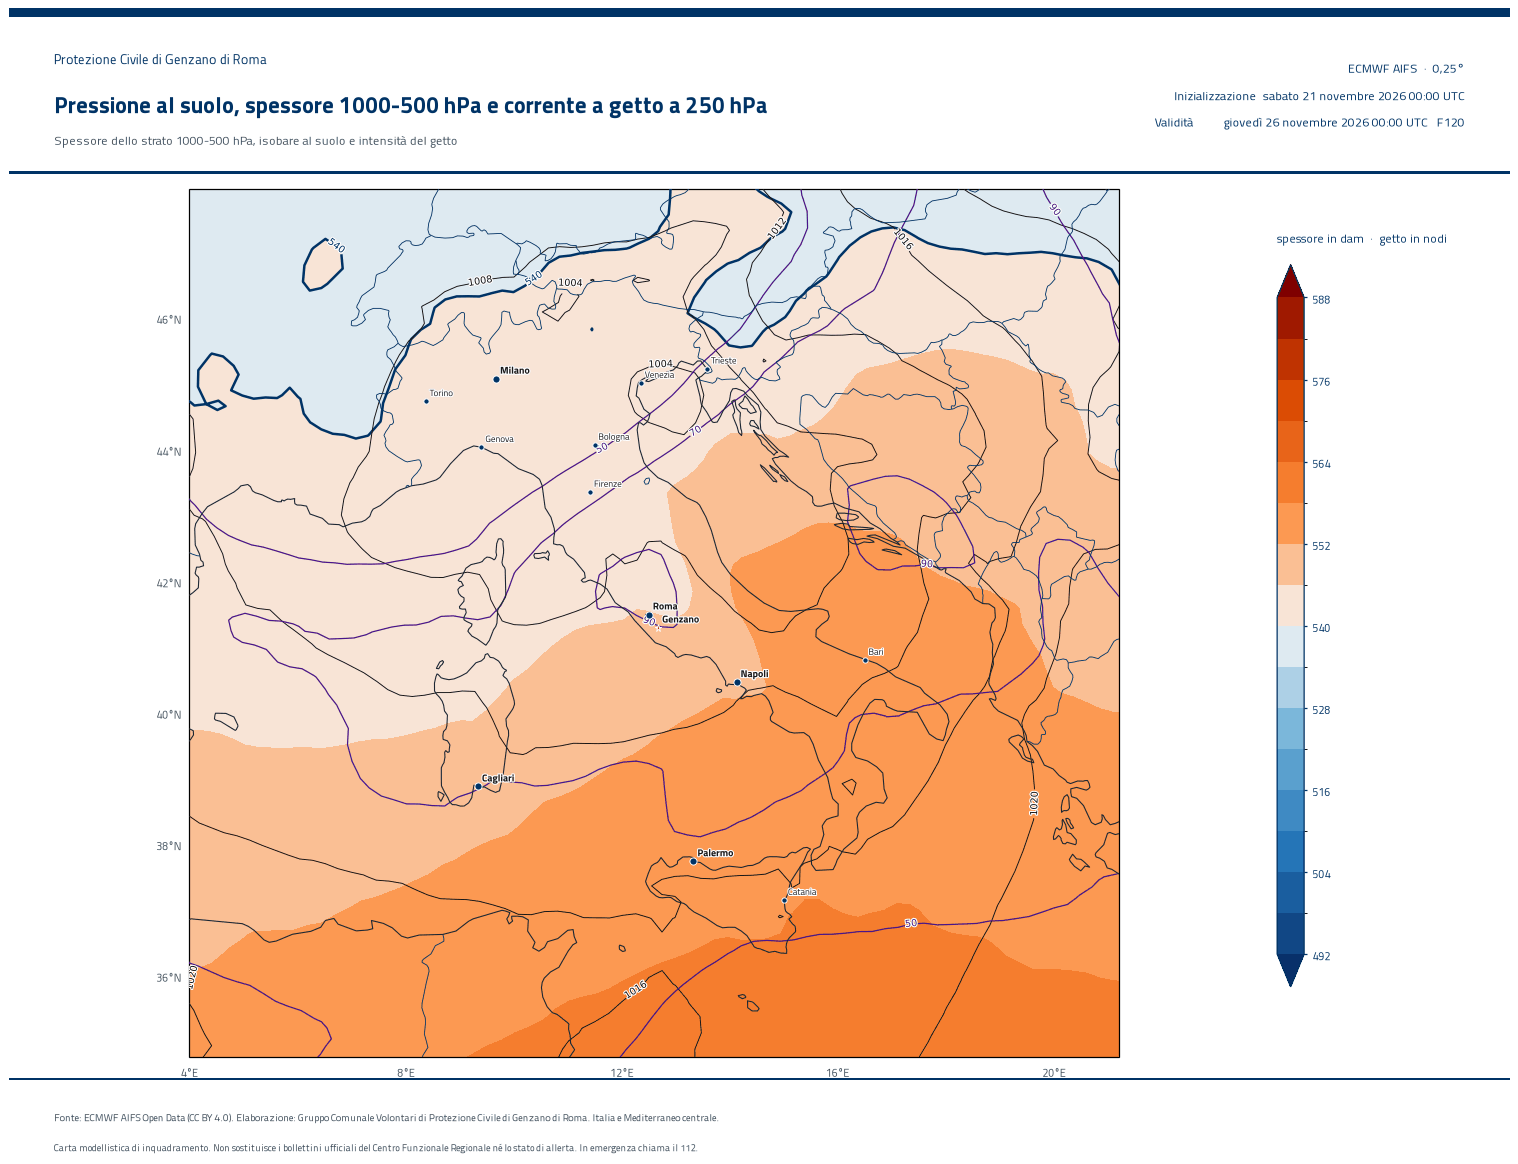 Protezione Civile di Genzano di Roma
Pressione al suolo, spessore 1000-500 hPa e corrente a getto a 250 hPa
Spessore dello strato 1000-500 hPa, isobare al suolo e intensità del getto
ECMWF AIFS · 0,25°
Inizializzazione sabato 21 novembre 2026 00:00 UTC
Validità giovedì 26 novembre 2026 00:00 UTC F120
spessore in dam · getto in nodi
588
576
564
552
540
528
516
504
492
46°N
44°N
42°N
40°N
38°N
36°N
4°E
8°E
12°E
16°E
20°E
540
1008
540
1004
1012
1016
90
1004
Trieste
Venezia
Milano
Torino
Genova
Bologna
50
70
Firenze
90
Roma
90
Genzano
Bari
Napoli
Cagliari
1020
Palermo
Catania
50
1020
1016
Fonte: ECMWF AIFS Open Data (CC BY 4.0). Elaborazione: Gruppo Comunale Volontari di Protezione Civile di Genzano di Roma. Italia e Mediterraneo centrale.
Carta modellistica di inquadramento. Non sostituisce i bollettini ufficiali del Centro Funzionale Regionale né lo stato di allerta. In emergenza chiama il 112.